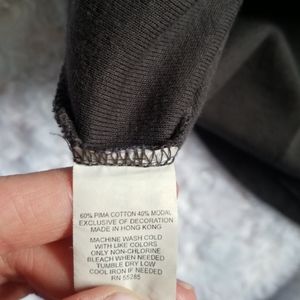 60% PIMA COTTON 40% MODAL
EXCLUSIVE OF DECORATION
MADE IN HONG KONG
MACHINE WASH COLD
WITH LIKE COLORS
ONLY NON-CHLORINE
BLEACH WHEN NEEDED
TUMBLE DRY LOW
COOL IRON IF NEEDED
RN 55285